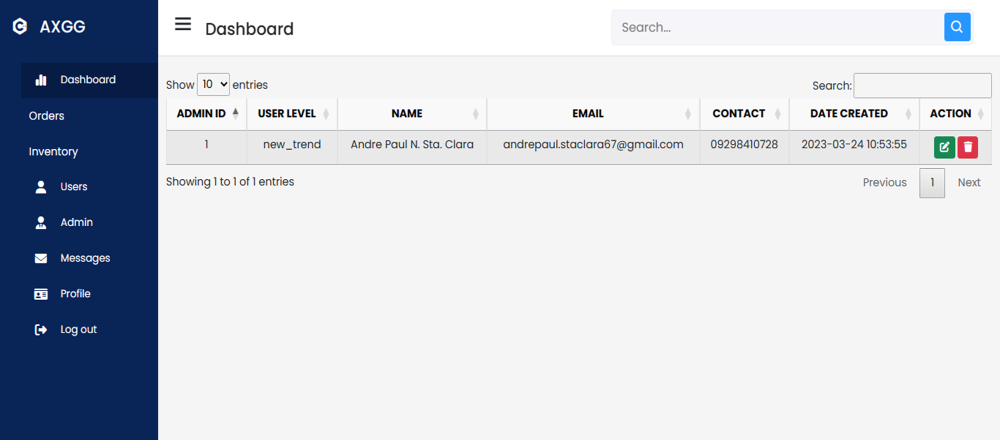 AXGG
Dashboard
Search...
Dashboard
Orders
Inventory
Users
Admin
Messages
Profile
Log out
Show 10 entries
Search:
ADMIN ID USER LEVEL NAME EMAIL CONTACT DATE CREATED ACTION
1 new_trend Andre Paul N. Sta. Clara andrepaul.staclara67@gmail.com 09298410728 2023-03-24 10:53:55
Showing 1 to 1 of 1 entries
Previous 1 Next